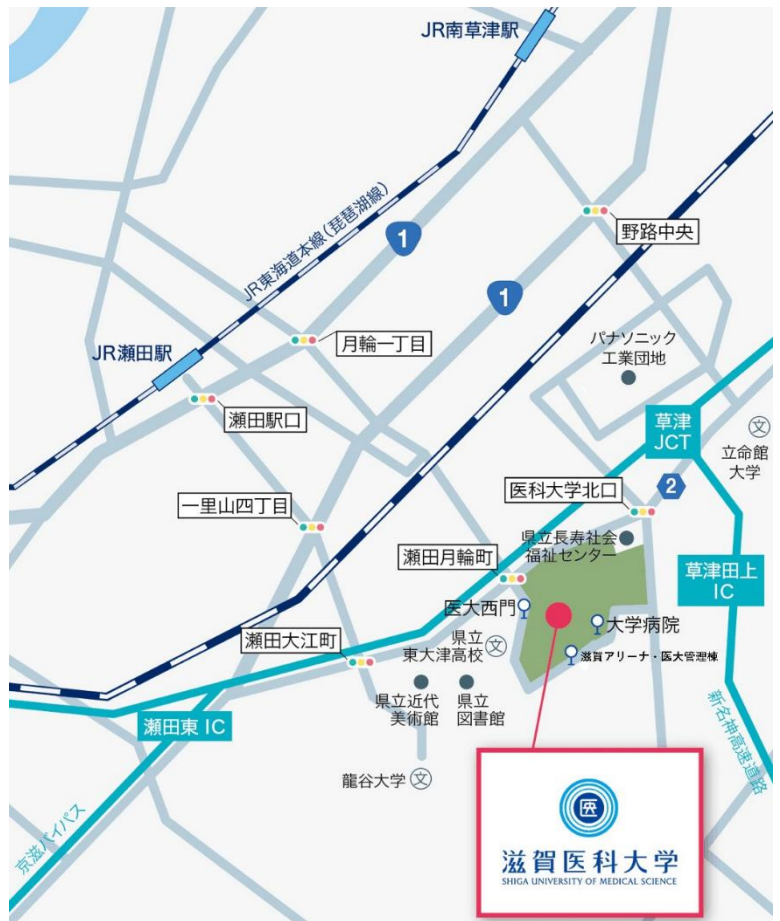 JR南草津駅
JR東海道本線(琵琶湖線)
1
野路中央
1
月輪一丁目
JR瀬田駅
パナソニック
工業団地
瀬田駅口
草津
JCT
文
立命館
大学
2
医科大学北口
一里山四丁目
県立長寿社会
福祉センター
瀬田月輪町
草津田上
IC
医大西門
大学病院
瀬田大江町
県立
東大津高校
文
滋賀アリーナ・医大管理棟
県立近代
美術館
県立
図書館
瀬田東 IC
新名神高速道路
龍谷大学
文
京滋バイパス
医
滋賀医科大学
SHIGA UNIVERSITY OF MEDICAL SCIENCE